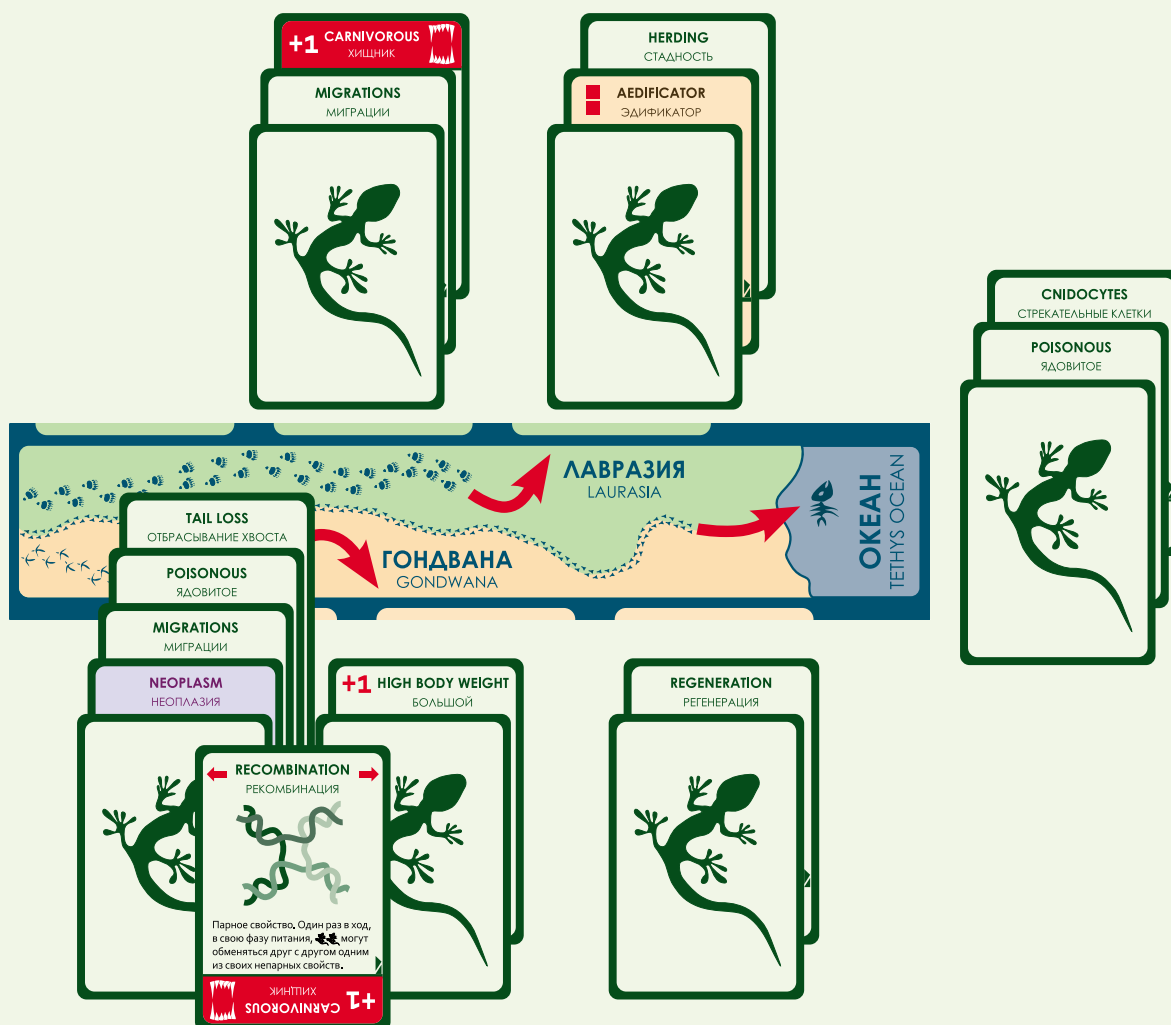 +1 CARNIVOROUS
ХИЩНИК
MIGRATIONS
МИГРАЦИИ
HERDING
СТАДНОСТЬ
AEDIFICATOR
ЭДИФИКАТОР
CNIDOCYTES
СТРЕКАТЕЛЬНЫЕ КЛЕТКИ
POISONOUS
ЯДОВИТОЕ
ЛАВРАЗИЯ
LAURASIA
ГОНДВАНА
GONDWANA
ОКЕАН
TETHYS OCEAN
TAIL LOSS
ОТБРАСЫВАНИЕ ХВОСТА
POISONOUS
ЯДОВИТОЕ
MIGRATIONS
МИГРАЦИИ
NEOPLASM
НЕОПЛАЗИЯ
+1 HIGH BODY WEIGHT
БОЛЬШОЙ
REGENERATION
РЕГЕНЕРАЦИЯ
RECOMBINATION
РЕКОМБИНАЦИЯ
Парное свойство. Один раз в ход,
в свою фазу питания, могут
обменяться друг с другом одним
из своих непарных свойств.
+1 CARNIVOROUS
ХИЩНИК